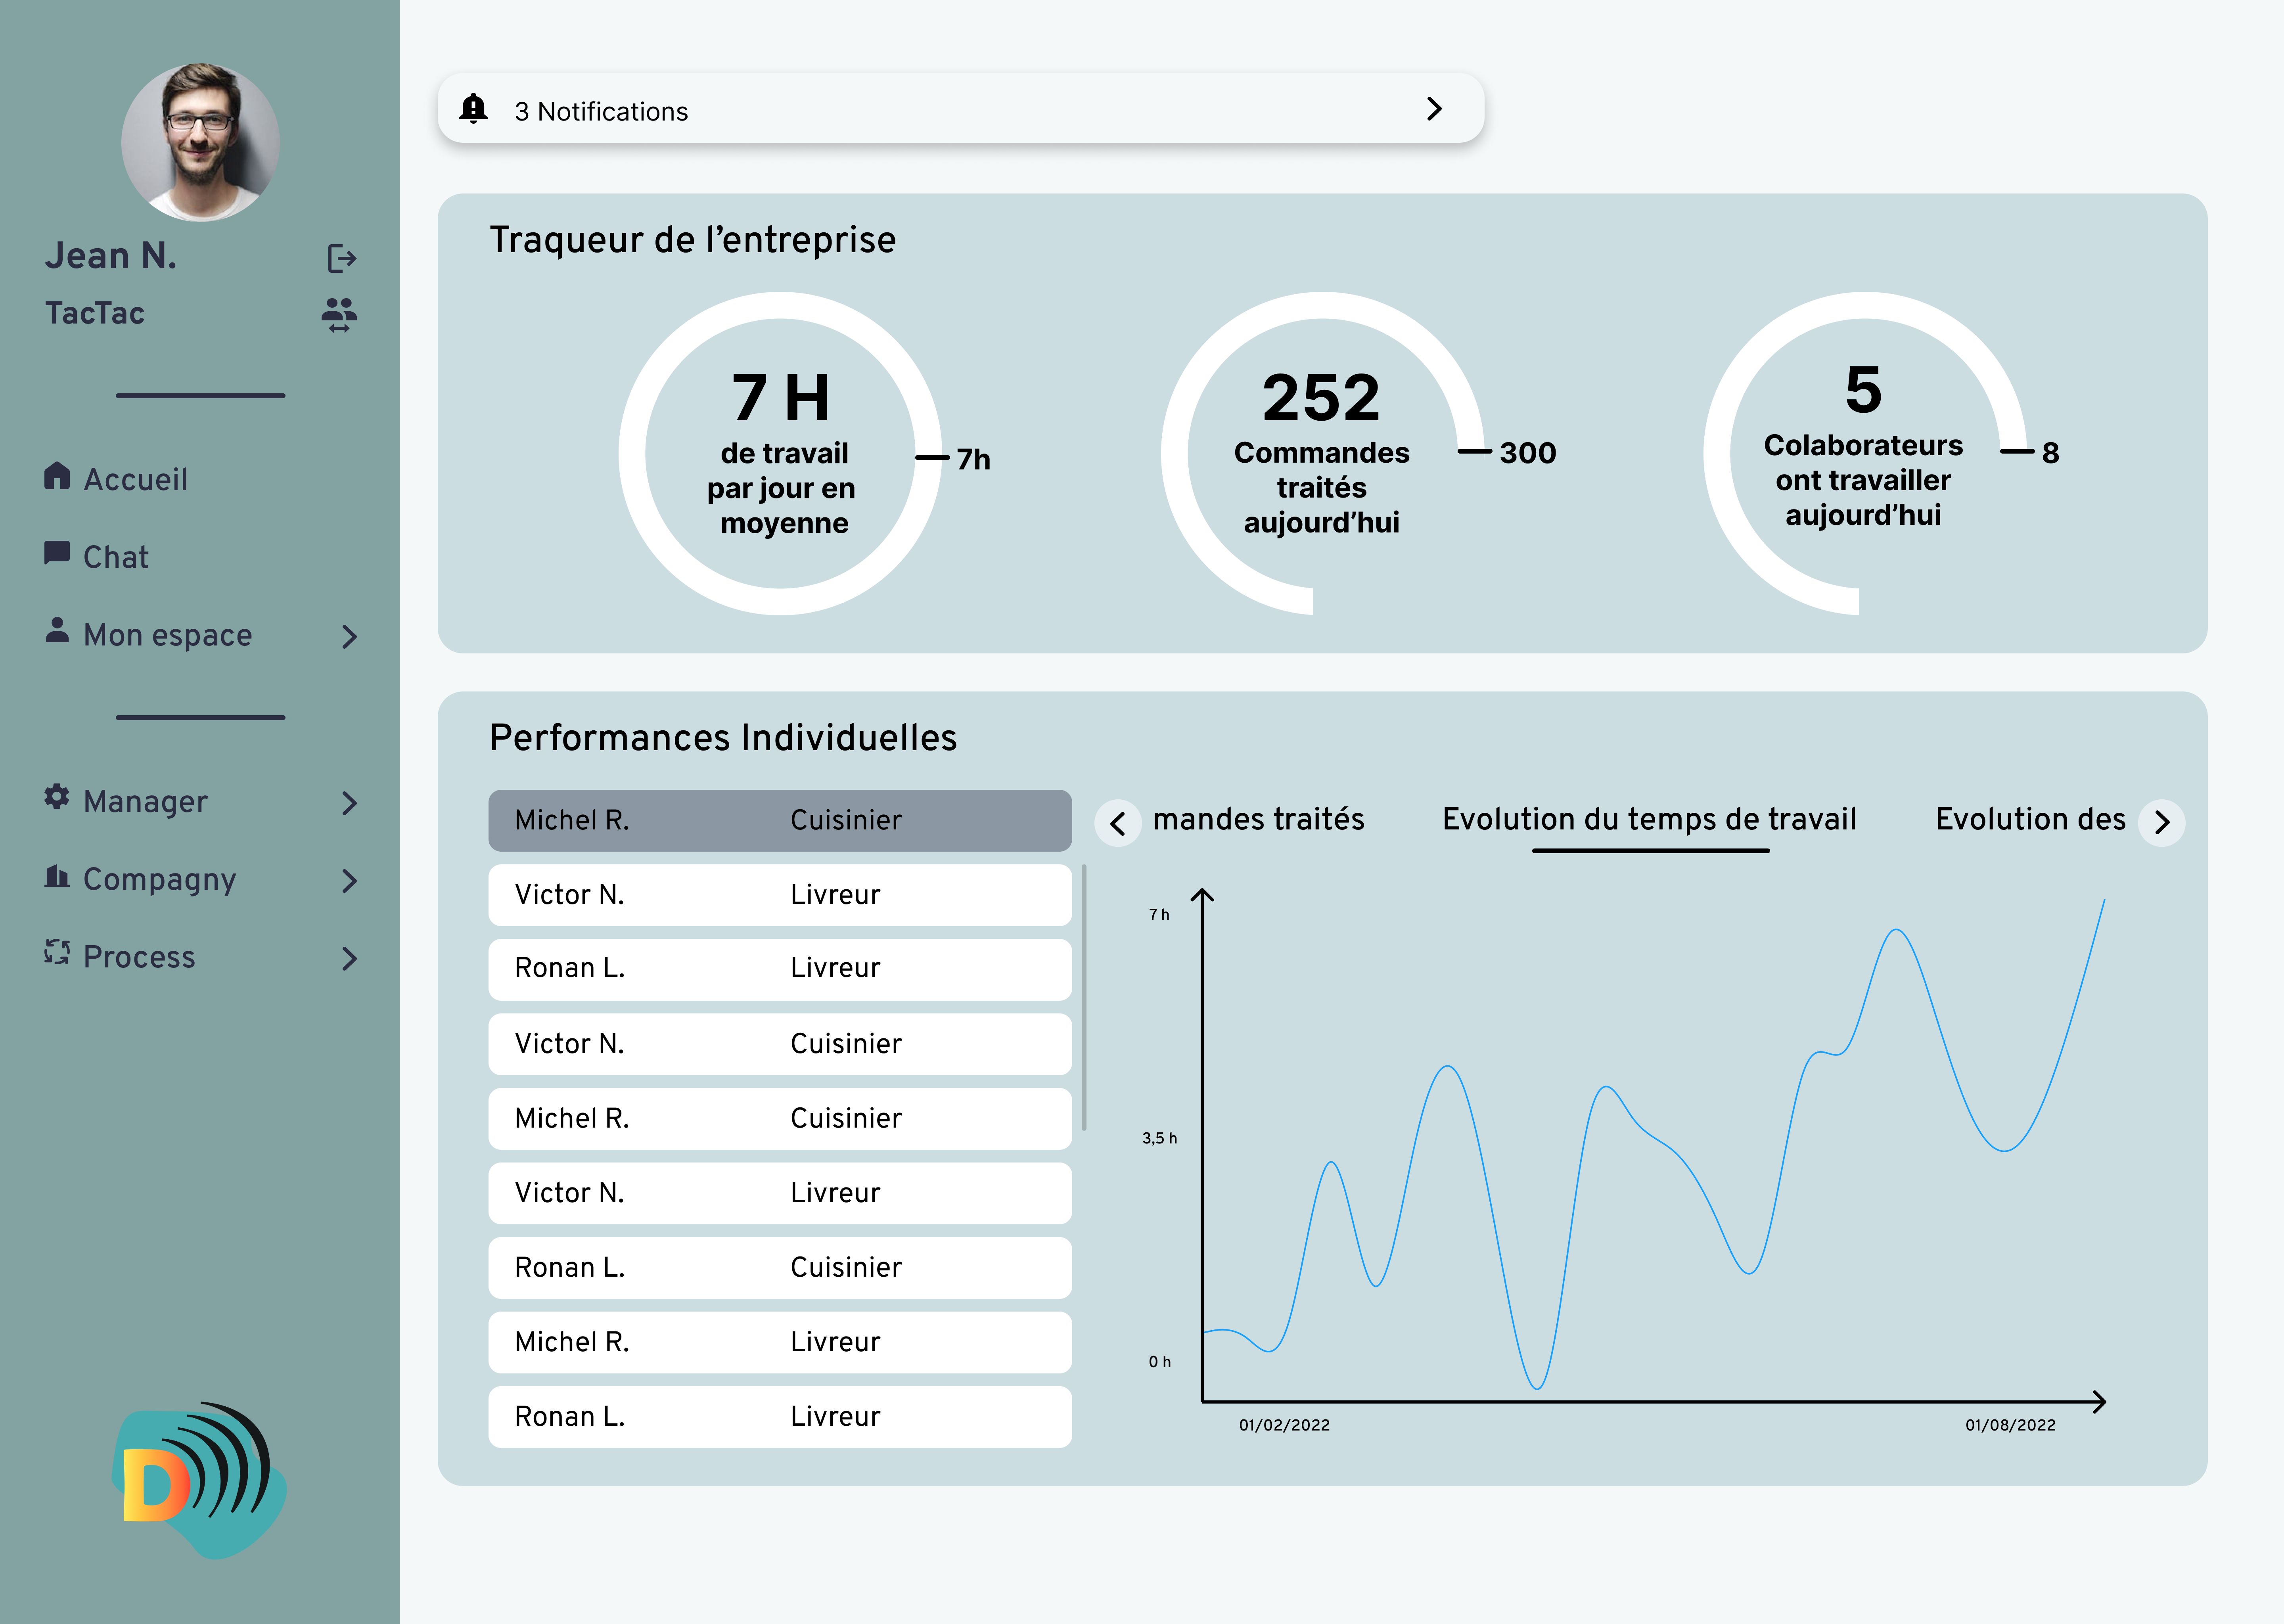 Jean N.
TacTac
Accueil
Chat
Mon espace
Manager
Compagny
Process
D
3 Notifications
Traqueur de l’entreprise
7 H
de travail
par jour en
moyenne
7h
252
Commandes
traités
aujourd’hui
300
5
Colaborateurs
ont travailler
aujourd’hui
8
Performances Individuelles
Michel R. Cuisinier
Victor N. Livreur
Ronan L. Livreur
Victor N. Cuisinier
Michel R. Cuisinier
Victor N. Livreur
Ronan L. Cuisinier
Michel R. Livreur
Ronan L. Livreur
mandes traités Evolution du temps de travail Evolution des
7 h
3,5 h
0 h
01/02/2022 01/08/2022